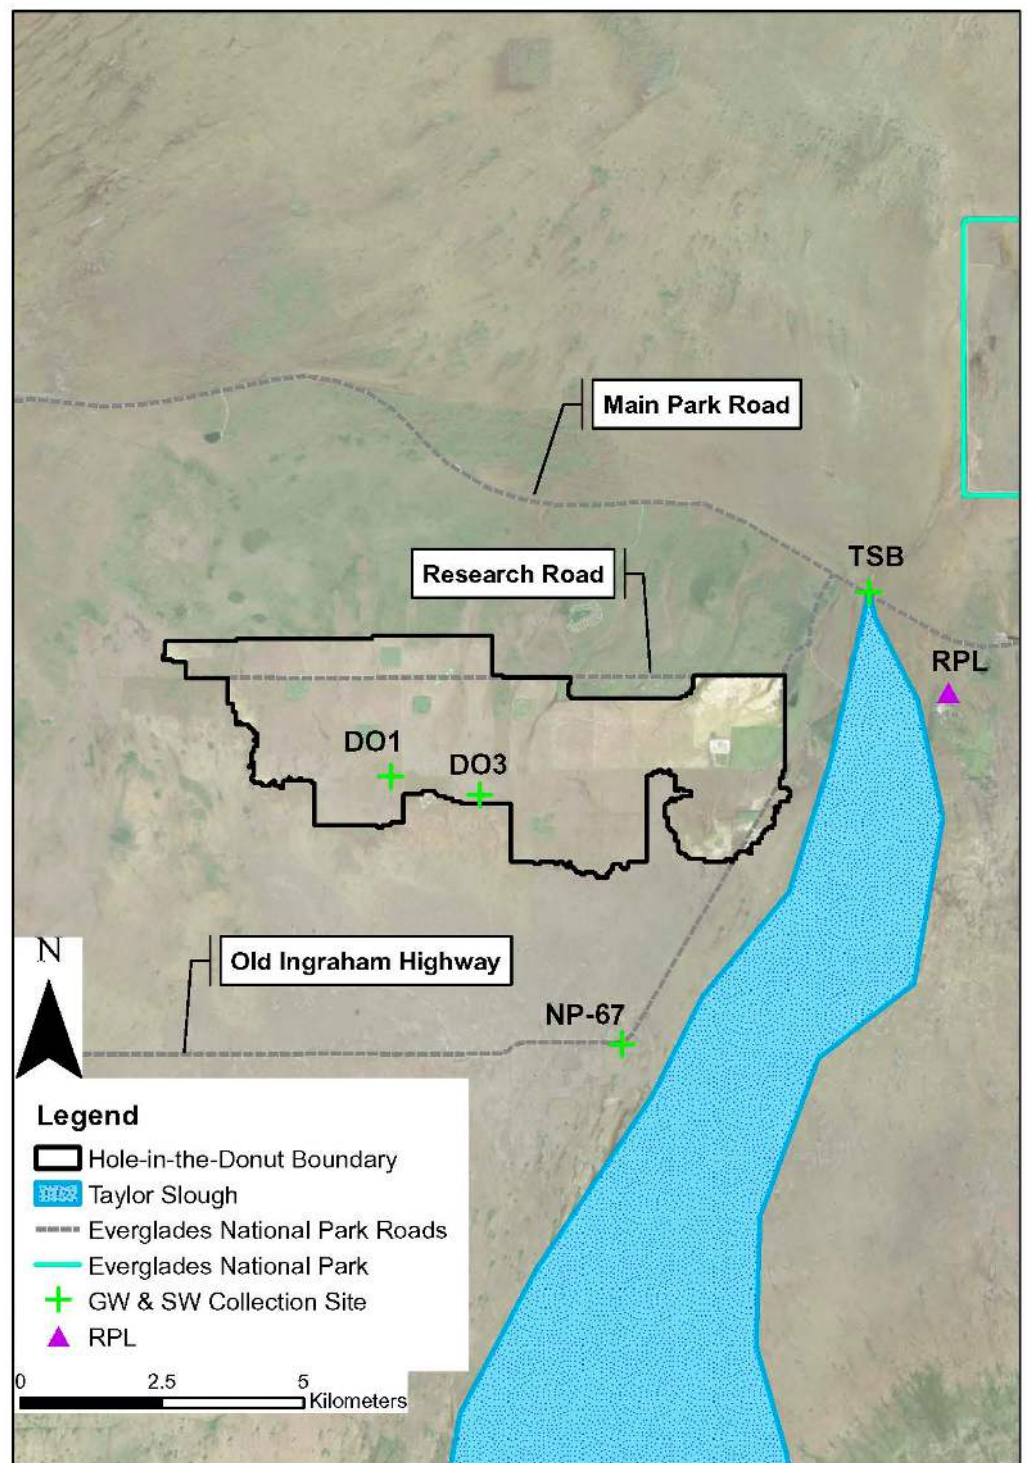 Main Park Road
TSB
Research Road
RPL
DO1
DO3
Old Ingraham Highway
NP-67
N
Legend
Hole-in-the-Donut Boundary
Taylor Slough
Everglades National Park Roads
Everglades National Park
GW & SW Collection Site
RPL
0 2.5 5
Kilometers